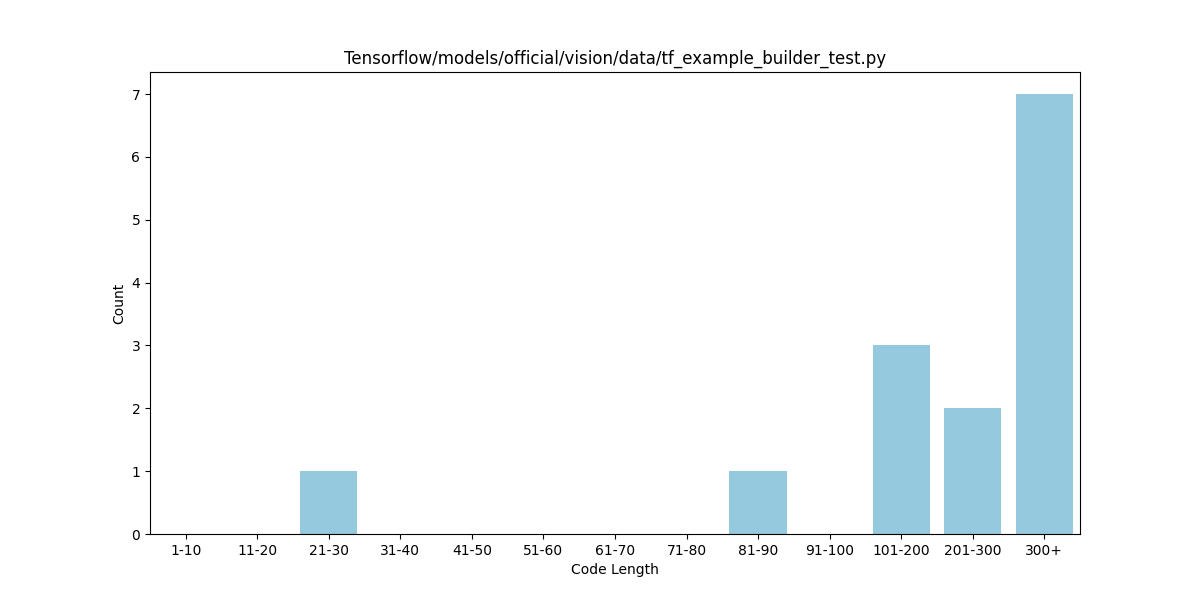 Tensorflow/models/official/vision/data/tf_example_builder_test.py
7
6
5
4
3
2
1
0
Count
1-10 11-20 21-30 31-40 41-50 51-60 61-70 71-80 81-90 91-100 101-200 201-300 300+
Code Length